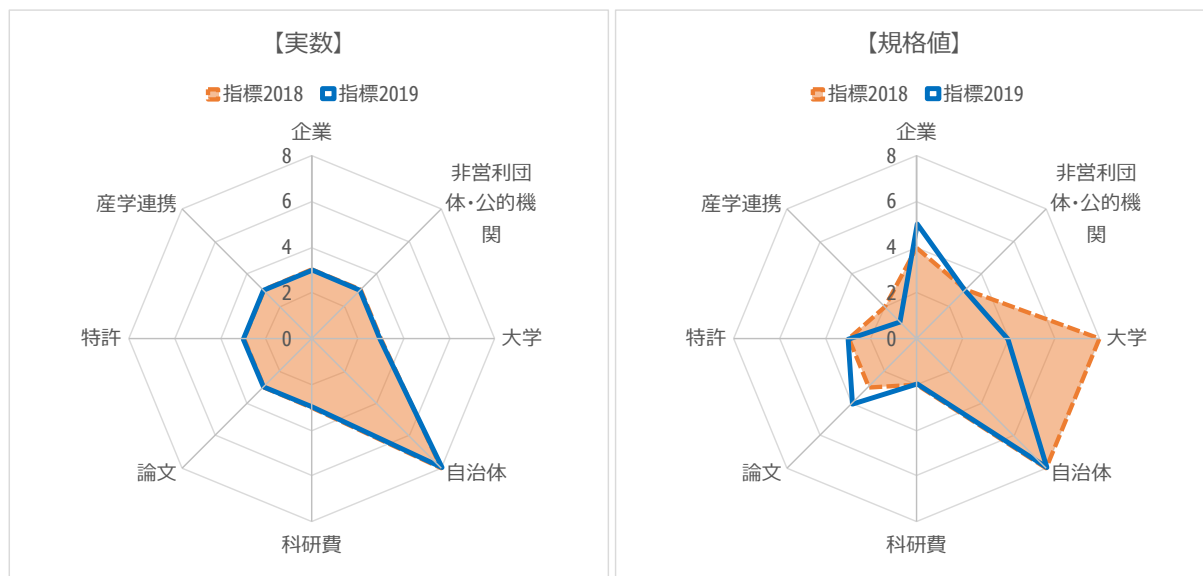 【実数】
指標2018 指標2019
企業
非営利団
体・公的機
関
大学
自治体
科研費
論文
特許
産学連携
8
6
4
2
0
【規格値】
指標2018 指標2019
企業
非営利団
体・公的機
関
大学
自治体
科研費
論文
特許
産学連携
8
6
4
2
0